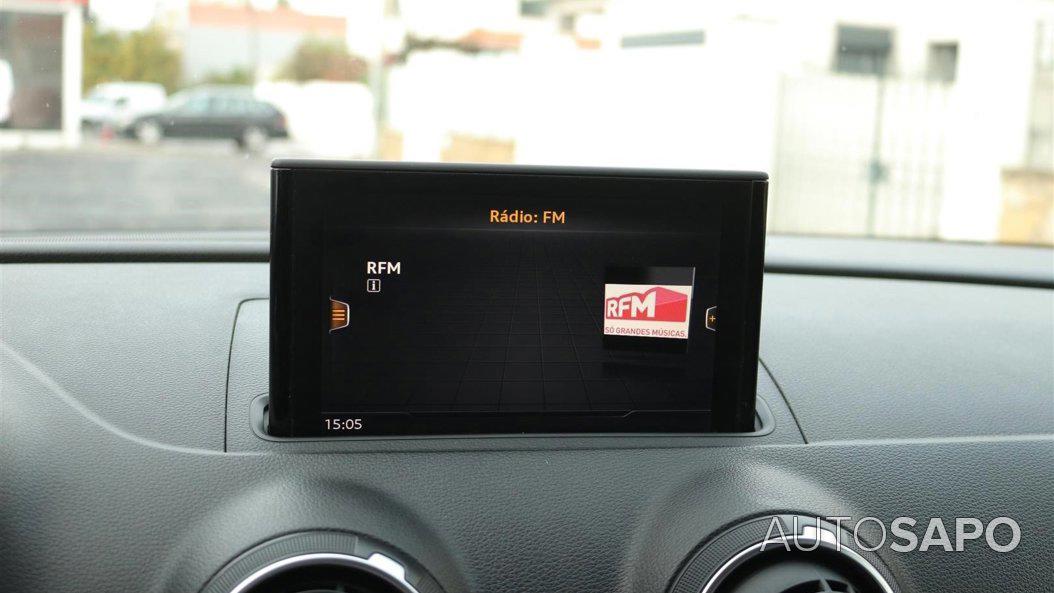 Rádio: FM
RFM
i
RFM
SÓ GRANDES MÚSICAS.
15:05
AUTOSAPO